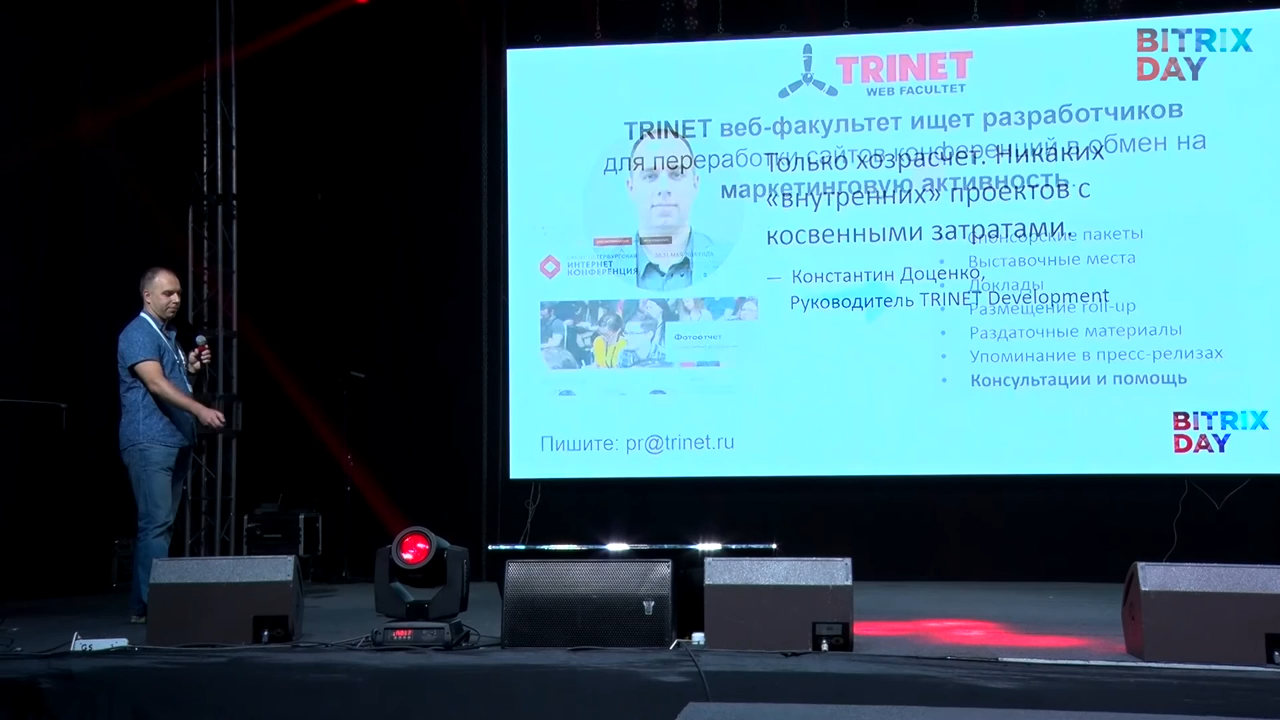 BITRIX
DAY
TRINET
WEB FACULTET
TRINET веб-факультет ищет разработчиков
для переработки сайтов конференций в обмен на
маркетинговую активность.
Только хозрасчет. Никаких
«внутренних» проектов с
косвенными затратами.
— Константин Доценко,
Руководитель TRINET Development
ИНТЕРНЕТ
КОНФЕРЕНЦИЯ
Фотоотчет
• Спонсорские пакеты
• Выставочные места
• Доклады
• Размещение roll-up
• Раздаточные материалы
• Упоминание в пресс-релизах
• Консультации и помощь
Пишите: pr@trinet.ru
BITRIX
DAY